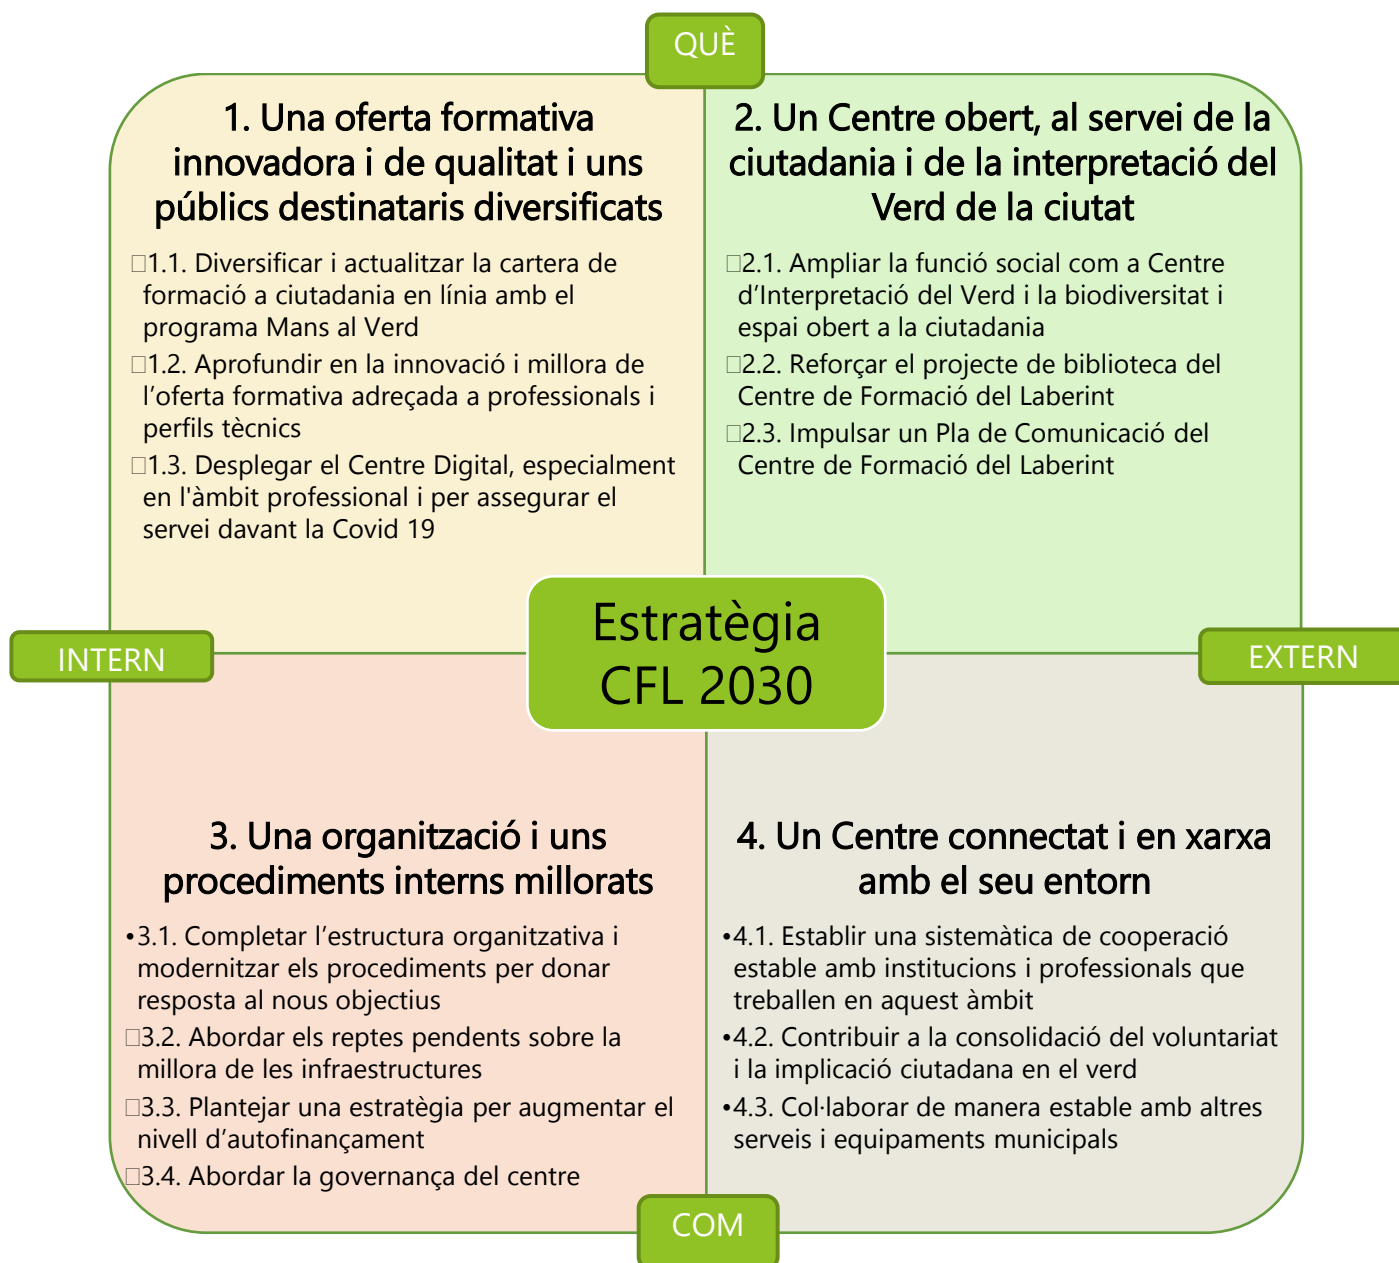 QUÈ
1. Una oferta formativa
innovadora i de qualitat i uns
públics destinataris diversificats
□1.1. Diversificar i actualitzar la cartera de
formació a ciutadania en línia amb el
programa Mans al Verd
□1.2. Aprofundir en la innovació i millora de
l’oferta formativa adreçada a professionals i
perfils tècnics
□1.3. Desplegar el Centre Digital, especialment
en l'àmbit professional i per assegurar el
servei davant la Covid 19
2. Un Centre obert, al servei de la
ciutadania i de la interpretació del
Verd de la ciutat
□2.1. Ampliar la funció social com a Centre
d’Interpretació del Verd i la biodiversitat i
espai obert a la ciutadania
□2.2. Reforçar el projecte de biblioteca del
Centre de Formació del Laberint
□2.3. Impulsar un Pla de Comunicació del
Centre de Formació del Laberint
INTERN
Estratègia
CFL 2030
EXTERN
3. Una organització i uns
procediments interns millorats
•3.1. Completar l’estructura organitzativa i
modernitzar els procediments per donar
resposta al nous objectius
□3.2. Abordar els reptes pendents sobre la
millora de les infraestructures
□3.3. Plantejar una estratègia per augmentar el
nivell d’autofinançament
□3.4. Abordar la governança del centre
4. Un Centre connectat i en xarxa
amb el seu entorn
•4.1. Establir una sistemàtica de cooperació
estable amb institucions i professionals que
treballen en aquest àmbit
•4.2. Contribuir a la consolidació del voluntariat
i la implicació ciutadana en el verd
•4.3. Col·laborar de manera estable amb altres
serveis i equipaments municipals
COM